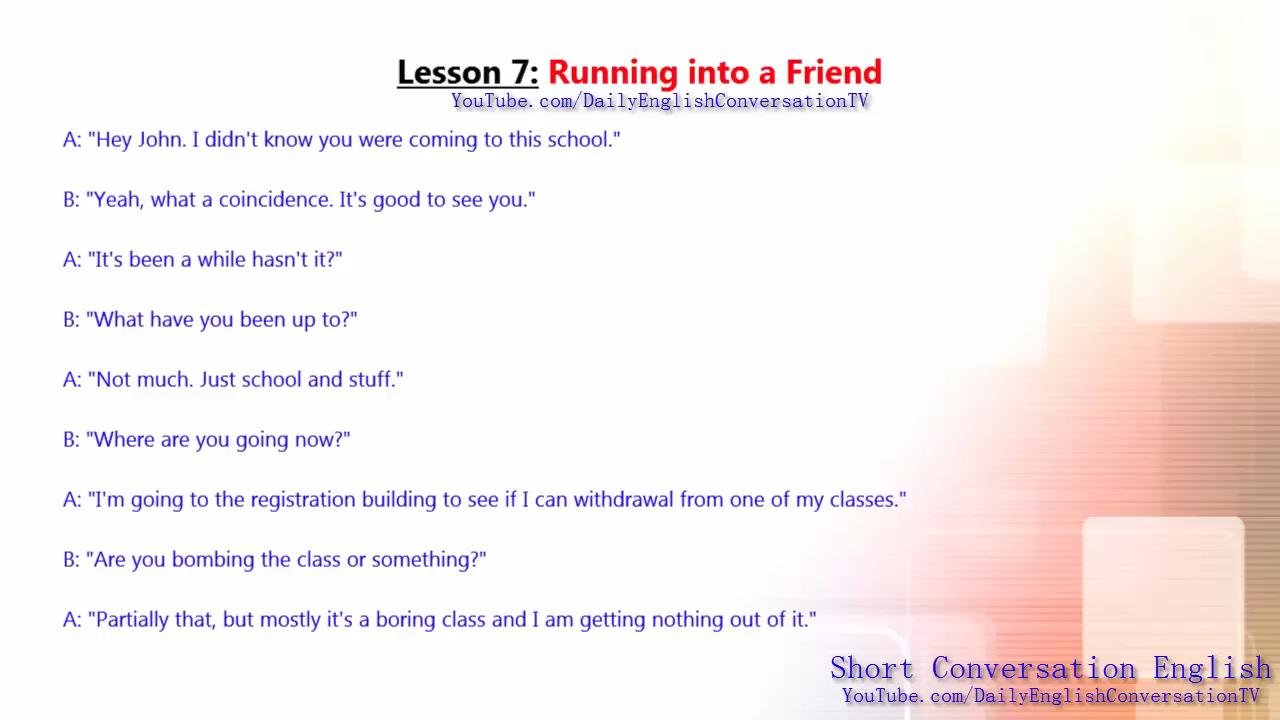 Lesson 7: Running into a Friend
YouTube.com/DailyEnglishConversationTV
A: "Hey John. I didn't know you were coming to this school."
B: "Yeah, what a coincidence. It's good to see you."
A: "It's been a while hasn't it?"
B: "What have you been up to?"
A: "Not much. Just school and stuff."
B: "Where are you going now?"
A: "I'm going to the registration building to see if I can withdrawal from one of my classes."
B: "Are you bombing the class or something?"
A: "Partially that, but mostly it's a boring class and I am getting nothing out of it."
Short Conversation English
YouTube.com/DailyEnglishConversationTV